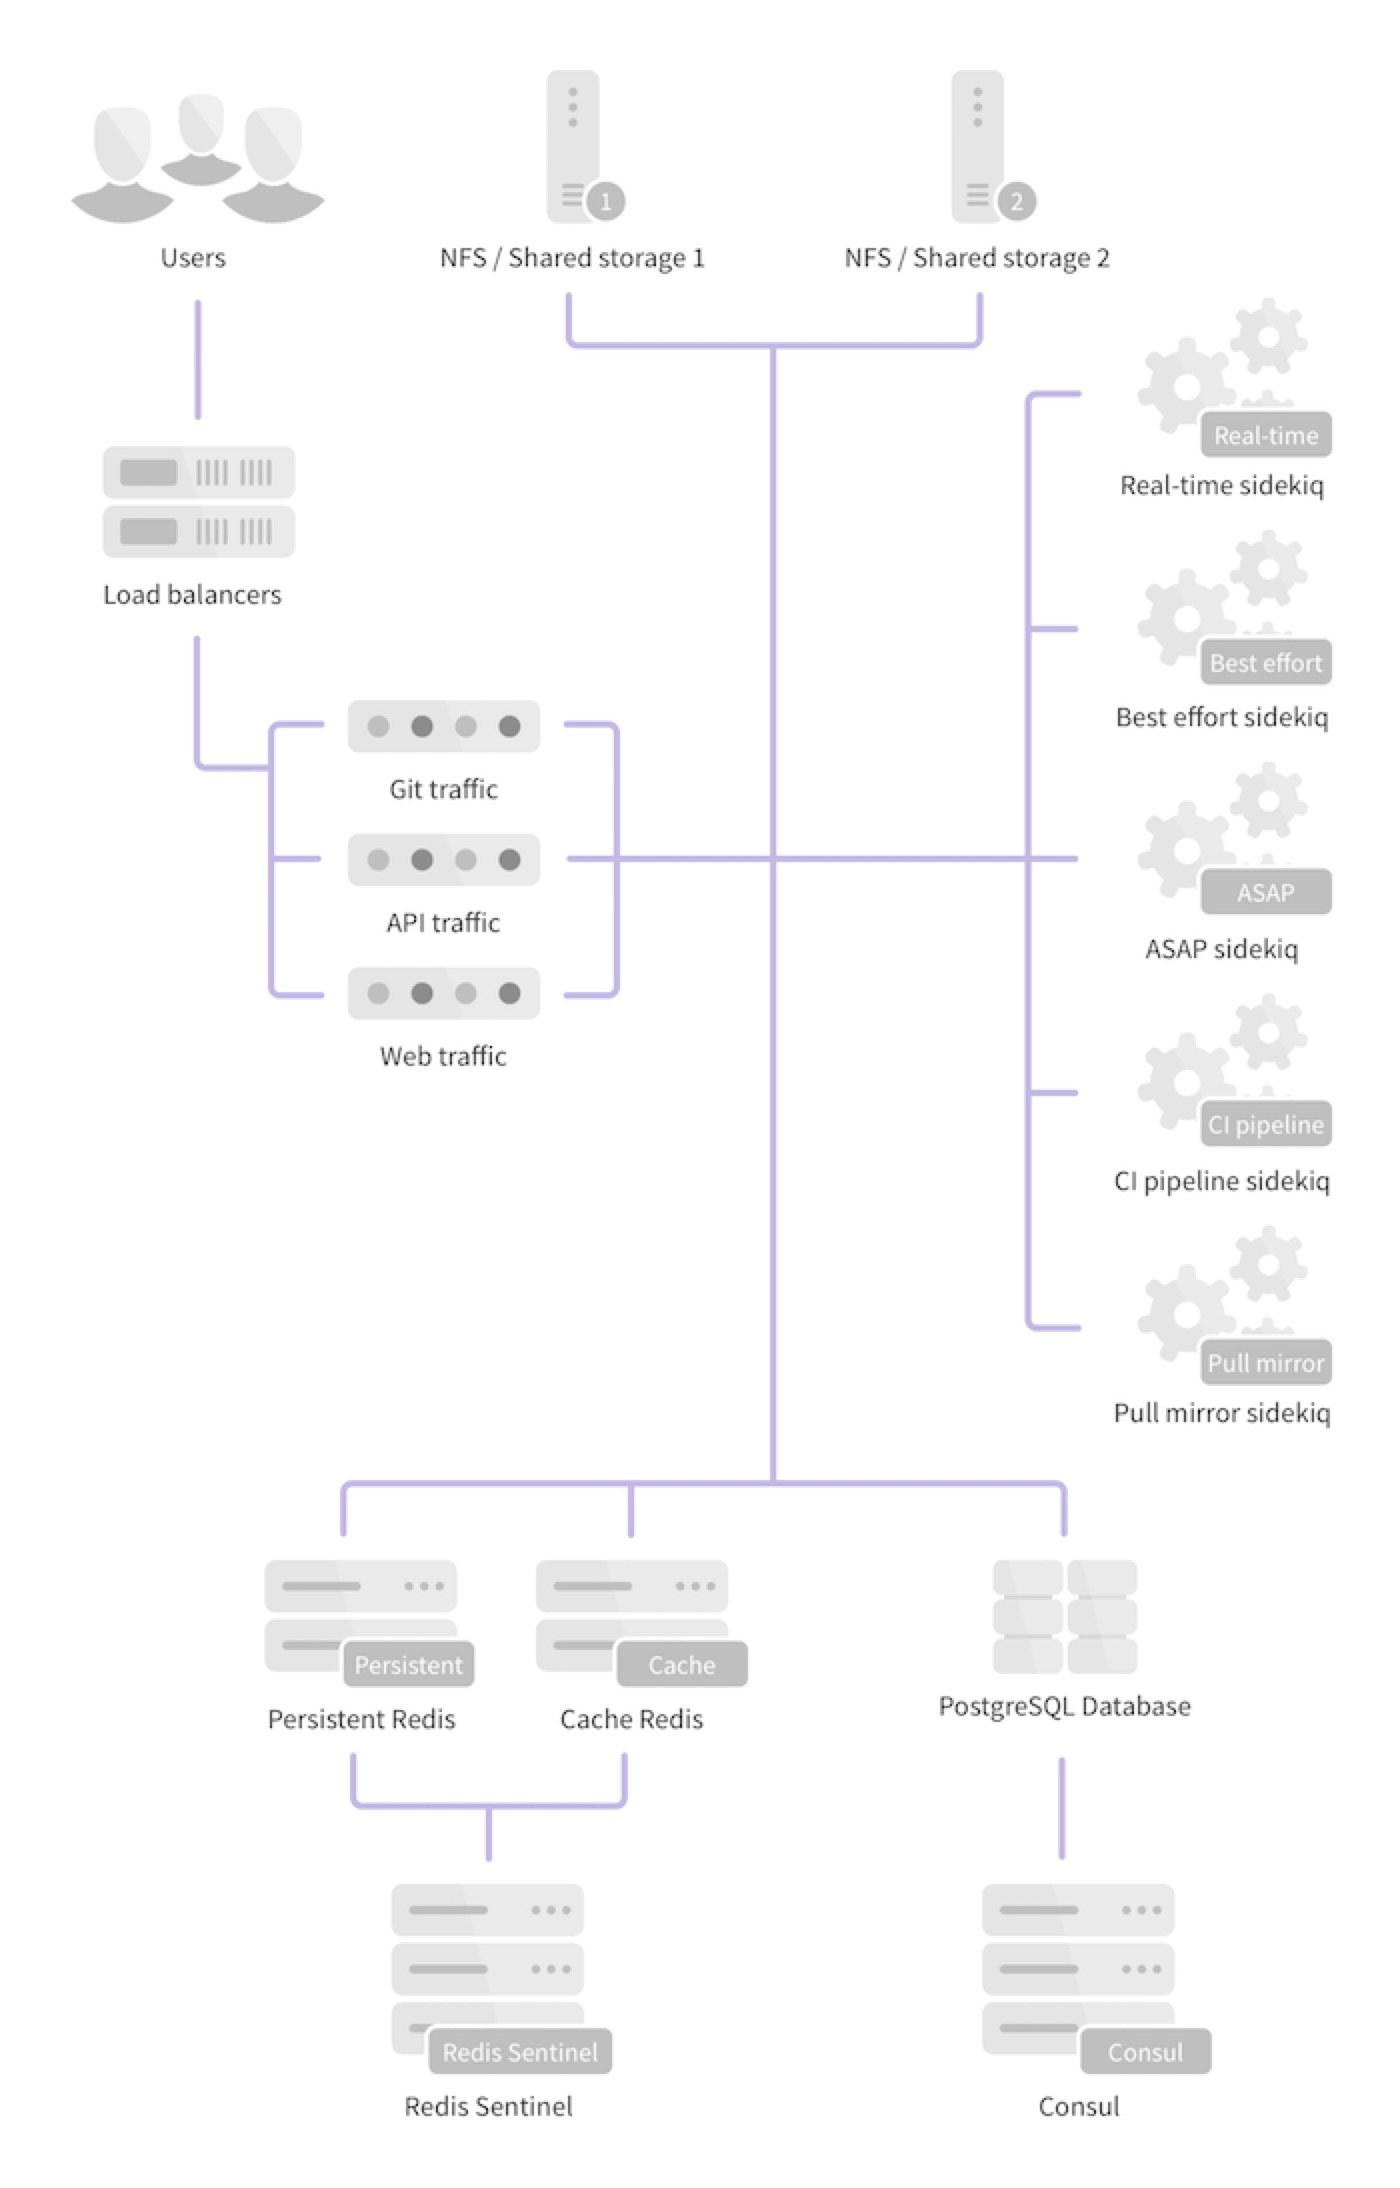 1
2
Users
NFS / Shared storage 1
NFS / Shared storage 2
Real-time
Real-time sidekiq
Load balancers
Best effort
Best effort sidekiq
Git traffic
ASAP
API traffic
ASAP sidekiq
Web traffic
CI pipeline
CI pipeline sidekiq
Pull mirror
Pull mirror sidekiq
Persistent
Cache
Persistent Redis
Cache Redis
PostgreSQL Database
Redis Sentinel
Consul
Redis Sentinel
Consul